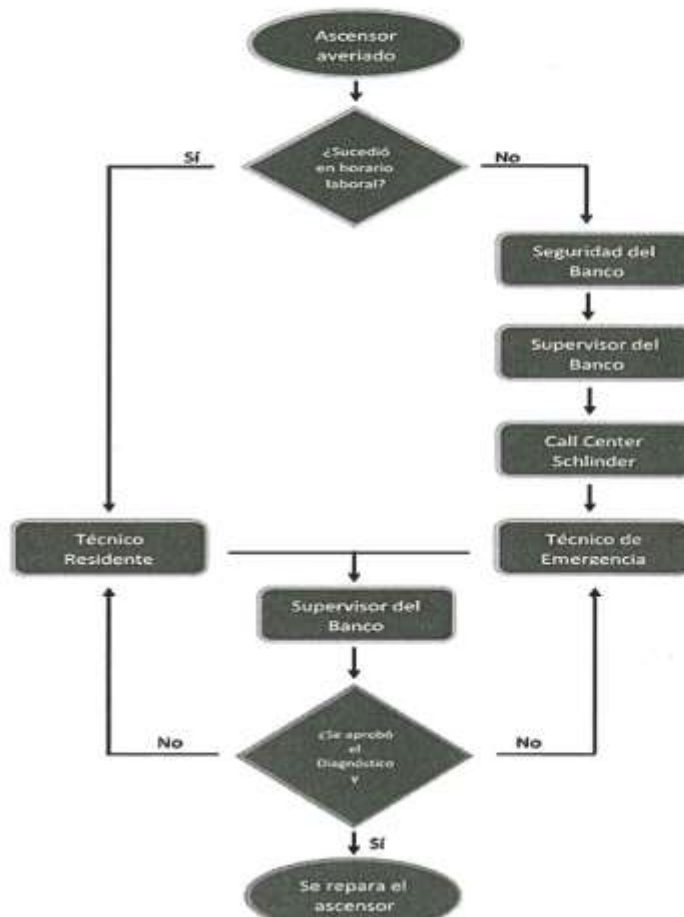 Ascensor
averiado
¿Sucedió
en horario
laboral?
Sí
No
Seguridad del
Banco
Supervisor del
Banco
Call Center
Schlinder
Técnico
Residente
Técnico de
Emergencia
Supervisor del
Banco
¿Se aprobó
el
Diagnóstico
y
No
No
Sí
Se repara el
ascensor